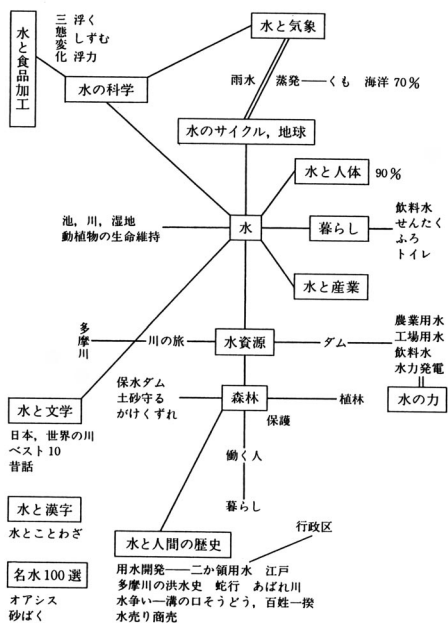 水と食品加工
三態変化
浮く
しずむ
浮力
水の科学
水と気象
雨水 蒸発――くも 海洋 70%
水のサイクル，地球
水と人体 90%
池，川，湿地
動植物の生命維持
水
暮らし
飲料水
せんたく
ふろ
トイレ
水と産業
多摩川
川の旅
水資源
ダム
農業用水
工場用水
飲料水
水力発電
水の力
保水ダム
土砂守る
がけくずれ
森林
植林
保護
働く人
暮らし
水と文学
日本，世界の川
ベスト10
昔話
水と漢字
水とことわざ
名水100選
オアシス
砂ばく
行政区
水と人間の歴史
用水開発――二か領用水 江戸
多摩川の洪水史 蛇行 あばれ川
水争い―溝の口そうどう，百姓一揆
水売り商売